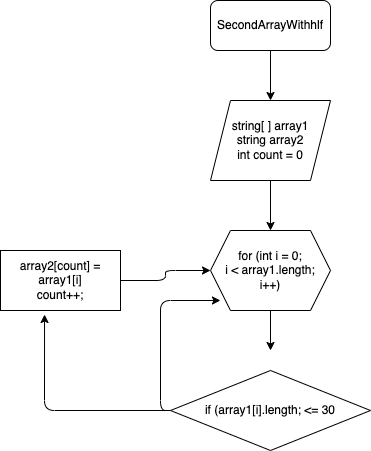 SecondArrayWithhIf
string[ ] array1
string array2
int count = 0
for (int i = 0;
i < array1.length;
i++)
array2[count] =
array1[i]
count++;
if (array1[i].length; <= 30